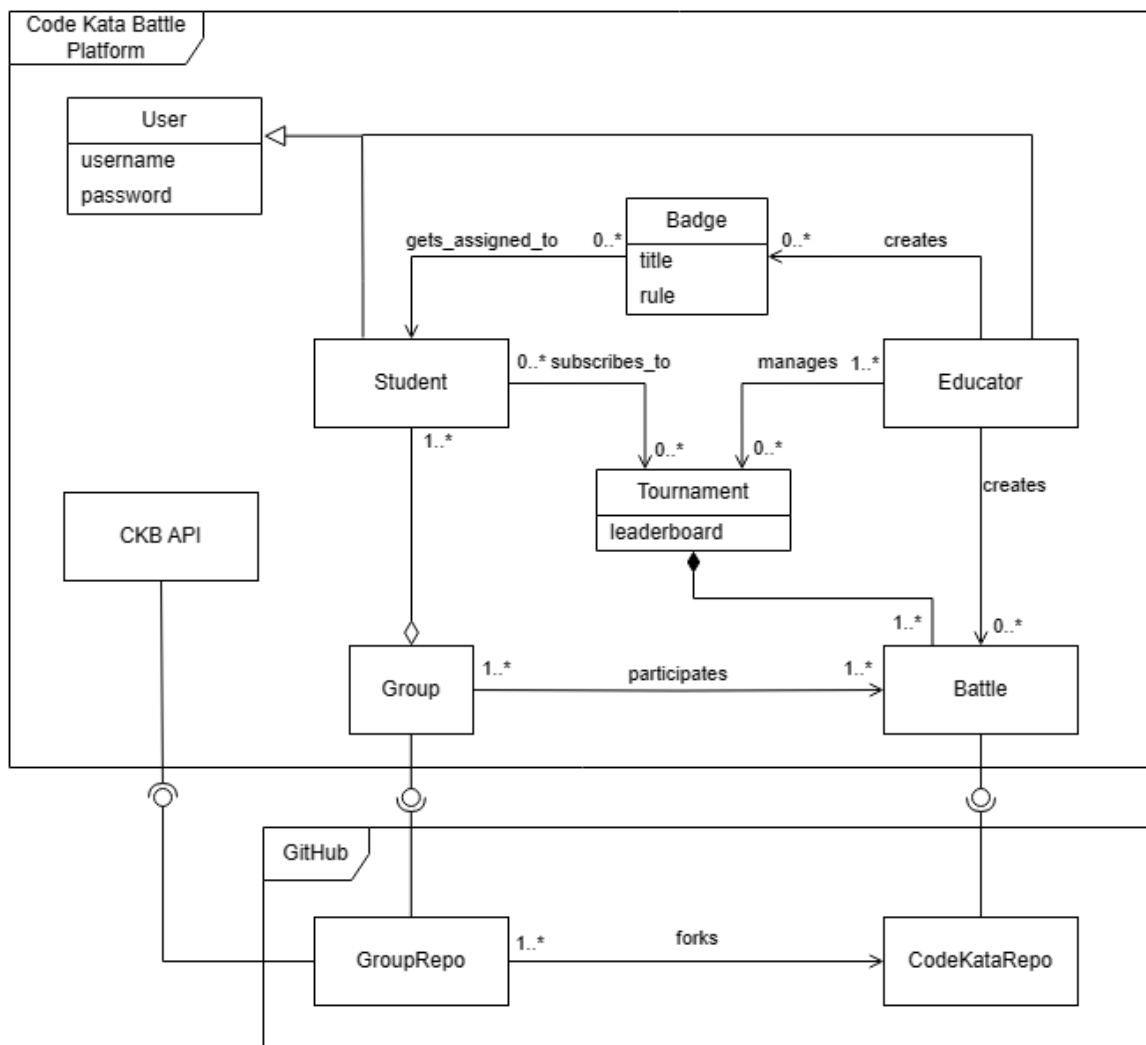 Code Kata Battle
Platform
User
username
password
Badge
title
rule
gets_assigned_to
0..*
0..*
creates
Student
0..*
subscribes_to
manages
1..*
Educator
1..*
0..*
0..*
Tournament
leaderboard
creates
CKB API
1..*
0..*
Group
1..*
participates
1..*
Battle
GitHub
GroupRepo
1..*
forks
CodeKataRepo